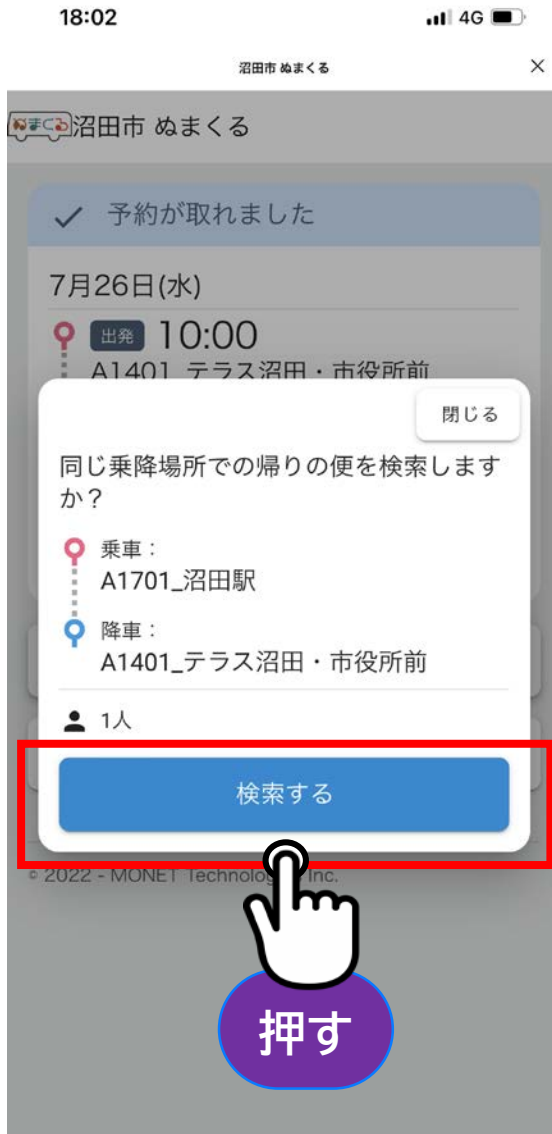 18:02
4G
沼田市 ぬまくる
ぬまくる
沼田市 ぬまくる
予約が取れました
7月26日(水)
出発 10:00
A1401_テラス沼田・市役所前
閉じる
同じ乗降場所での帰りの便を検索します
か？
乗車：
A1701_沼田駅
降車：
A1401_テラス沼田・市役所前
1人
検索する
© 2022 - MONET Technolo Inc.
押す